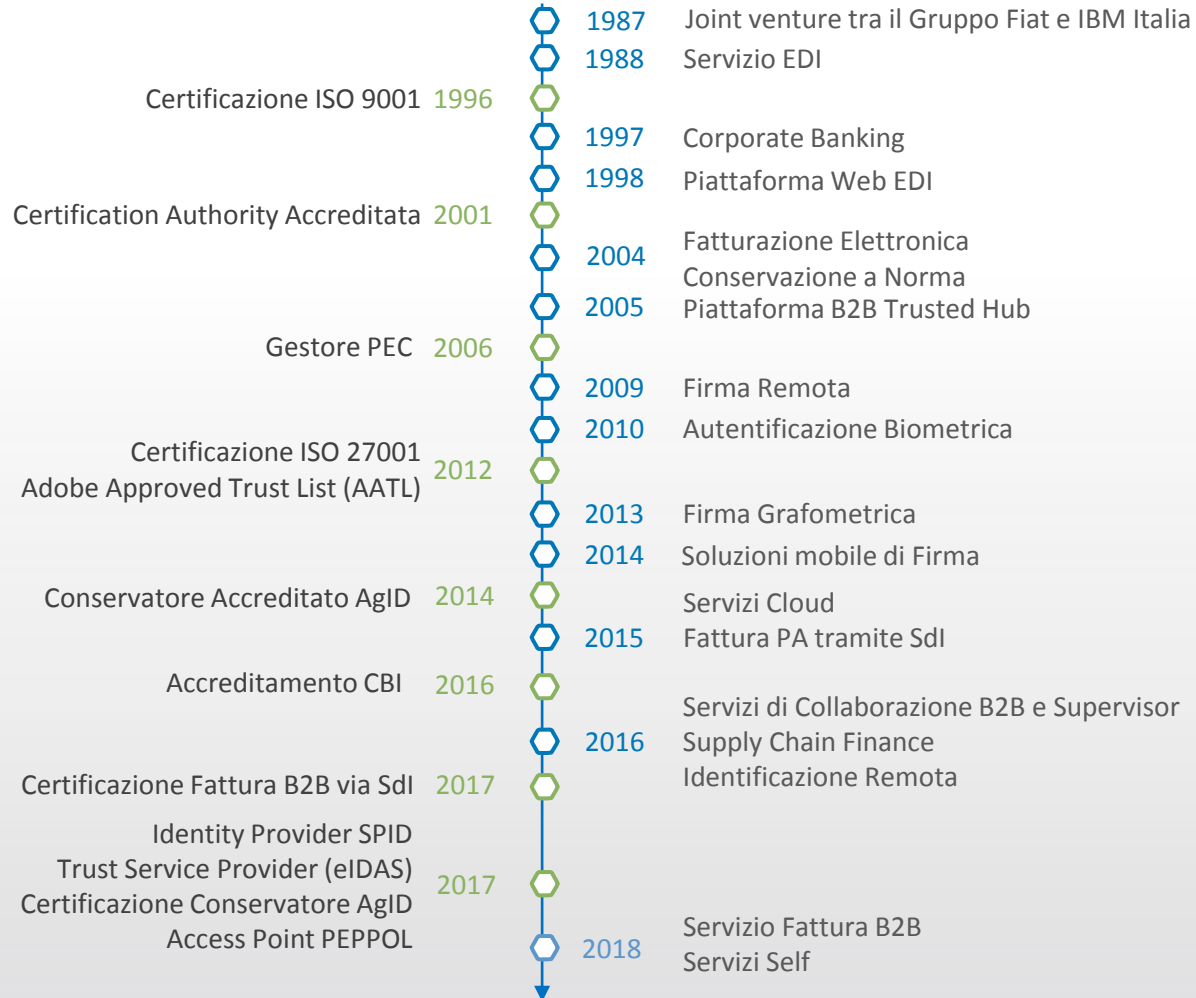 1987 Joint venture tra il Gruppo Fiat e IBM Italia
1988 Servizio EDI
Certificazione ISO 9001 1996
1997 Corporate Banking
1998 Piattaforma Web EDI
Certification Authority Accreditata 2001
2004 Fatturazione Elettronica
Conservazione a Norma
2005 Piattaforma B2B Trusted Hub
Gestore PEC 2006
2009 Firma Remota
2010 Autentificazione Biometrica
Certificazione ISO 27001
Adobe Approved Trust List (AATL)
2012
2013 Firma Grafometrica
2014 Soluzioni mobile di Firma
Conservatore Accreditato AgID 2014
Servizi Cloud
2015 Fattura PA tramite SdI
Accreditamento CBI 2016
Servizi di Collaborazione B2B e Supervisor
2016 Supply Chain Finance
Identificazione Remota
Certificazione Fattura B2B via SdI 2017
Identity Provider SPID
Trust Service Provider (eIDAS)
2017
Certificazione Conservatore AgID
Access Point PEPPOL
2018
Servizio Fattura B2B
Servizi Self